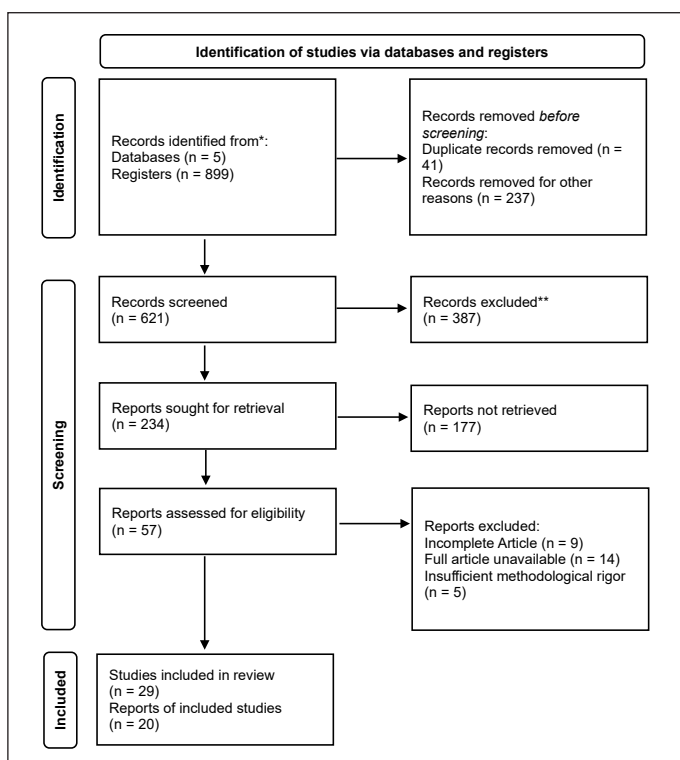 Identification of studies via databases and registers
Identification
Records identified from*:
Databases (n = 5)
Registers (n = 899)
Records removed before
screening:
Duplicate records removed (n =
41)
Records removed for other
reasons (n = 237)
Screening
Records screened
(n = 621)
Records excluded**
(n = 387)
Reports sought for retrieval
(n = 234)
Reports not retrieved
(n = 177)
Reports assessed for eligibility
(n = 57)
Reports excluded:
Incomplete Article (n = 9)
Full article unavailable (n = 14)
Insufficient methodological rigor
(n = 5)
Included
Studies included in review
(n = 29)
Reports of included studies
(n = 20)